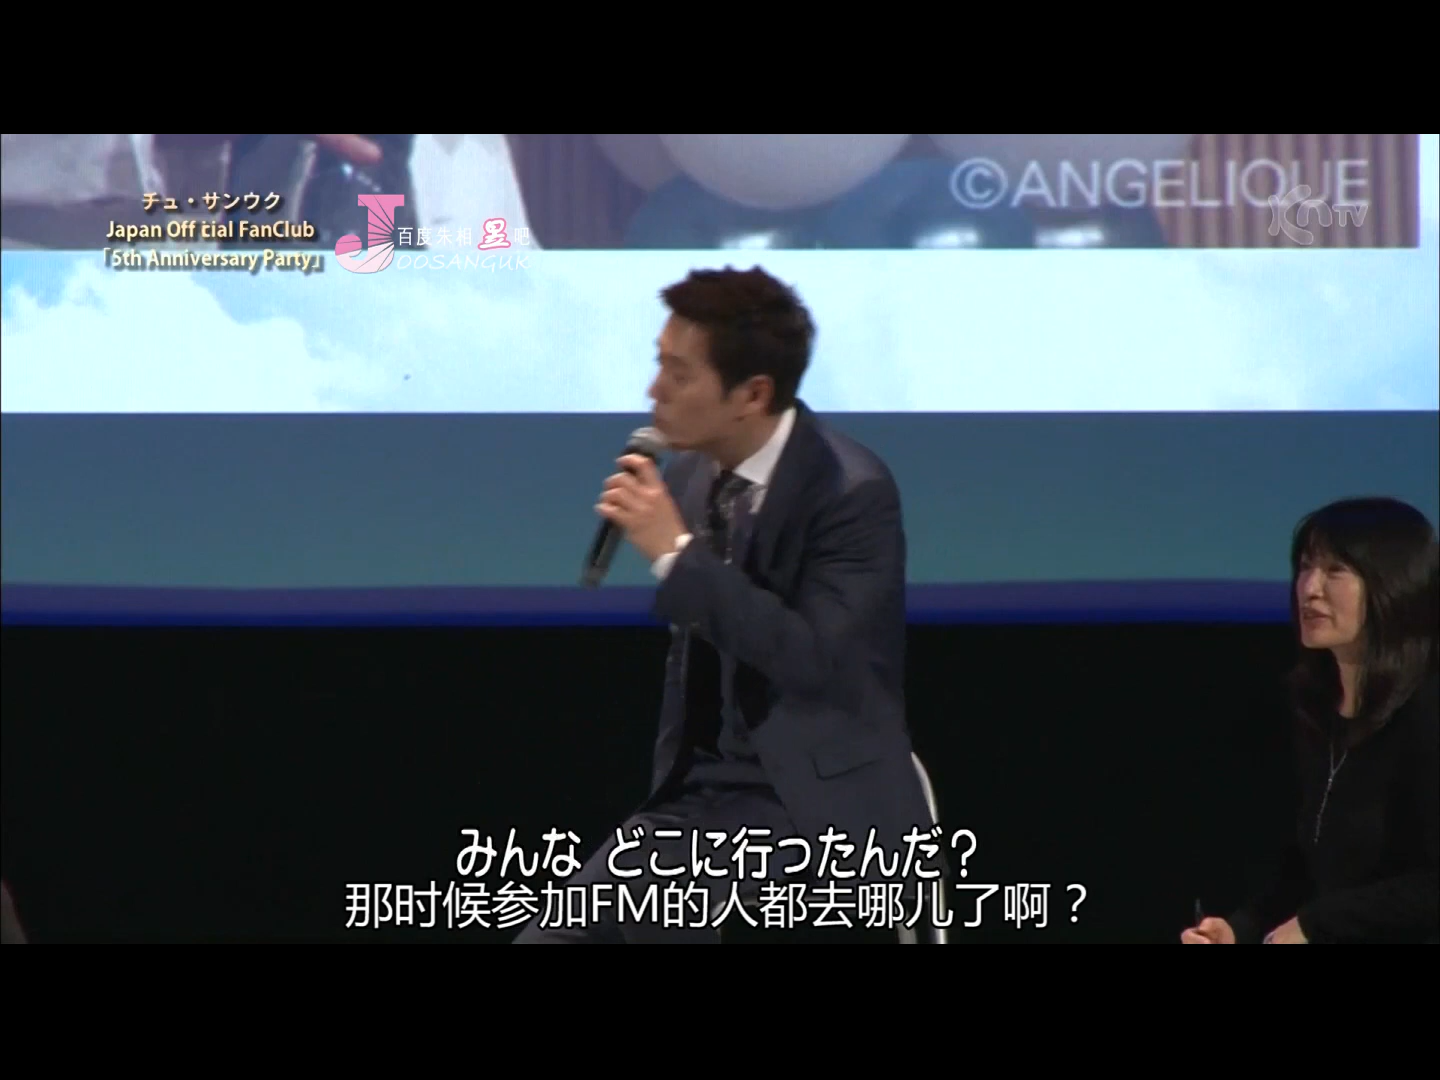 ©ANGELIQUE
KnTV
チュ・サンウク
Japan Official FanClub
「5th Anniversary Party」
J 百度朱相昱吧
OOSANGUK
みんな どこに行ったんだ?
那时候参加FM的人都去哪儿了啊?